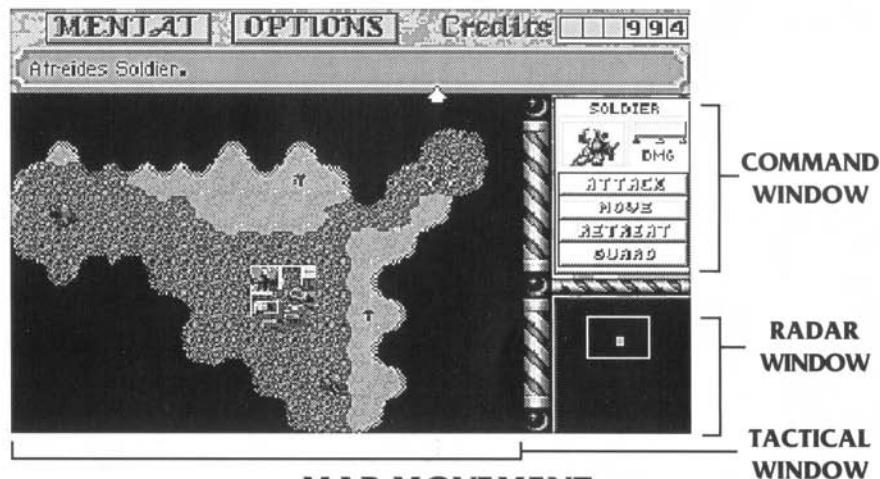 MENTAT OPTIONS Credits 994
Atreides Soldier.
SOLDIER
DMG
ATTACK
MOVE
RETREAT
GUARD
COMMAND
WINDOW
RADAR
WINDOW
TACTICAL
WINDOW
MAP MOVEMENT